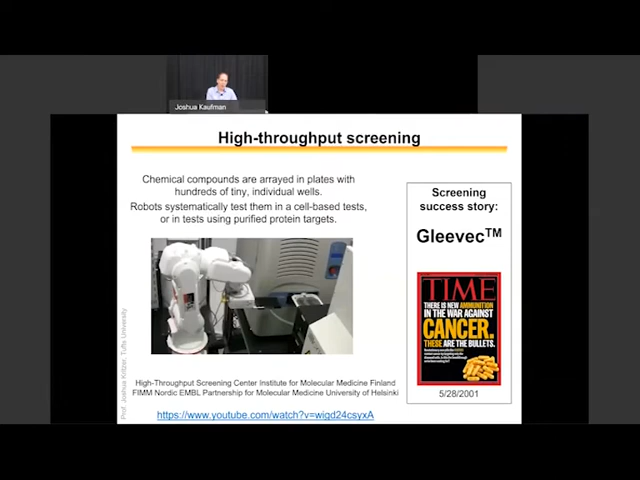 Joshua Kaufman
High-throughput screening
Chemical compounds are arrayed in plates with
hundreds of tiny, individual wells.
Robots systematically test them in a cell-based tests,
or in tests using purified protein targets.
Screening
success story:
Gleevec™
TIME
THERE IS NEW AMMUNITION
IN THE WAR AGAINST
CANCER.
THESE ARE THE BULLETS.
5/28/2001
Prof. Joshua Kritzer, Tufts University
High-Throughput Screening Center Institute for Molecular Medicine Finland
FIMM Nordic EMBL Partnership for Molecular Medicine University of Helsinki
https://www.youtube.com/watch?v=wigd24csyxA